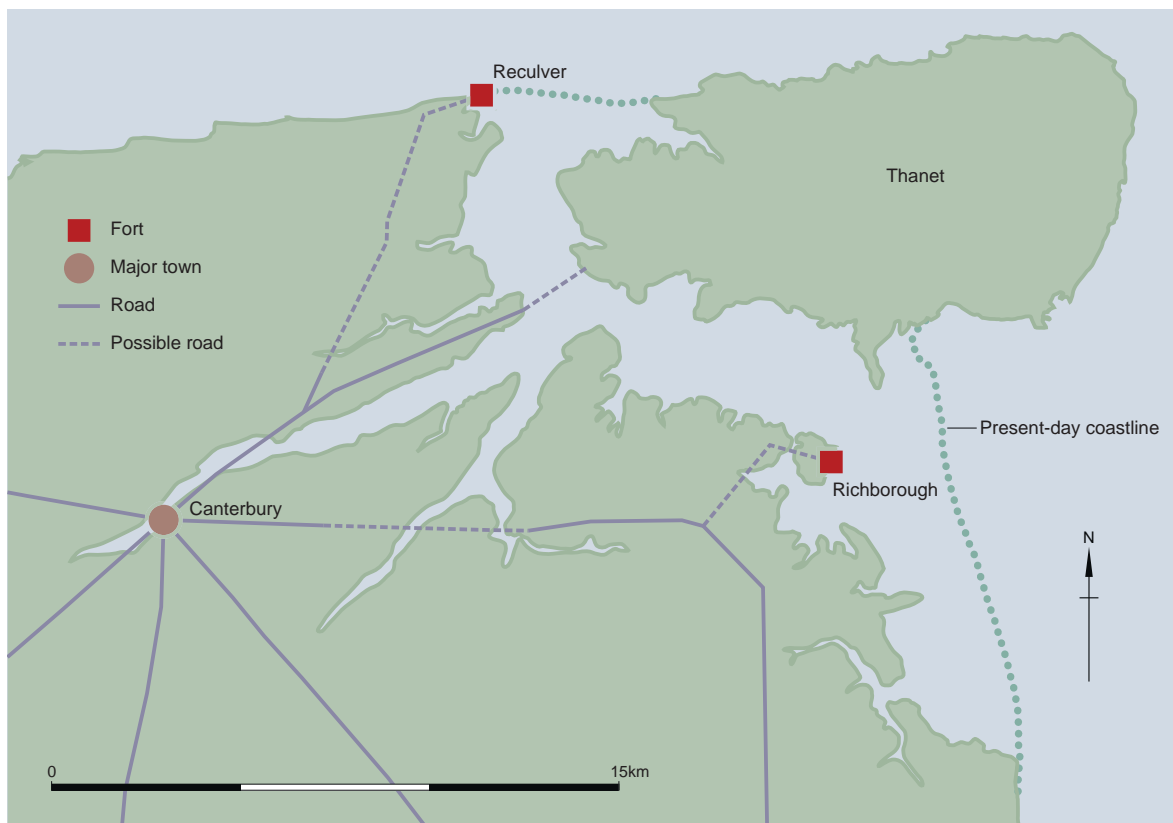 Reculver
Thanet
Fort
Major town
Road
Possible road
Present-day coastline
Richborough
Canterbury
N
0 15km